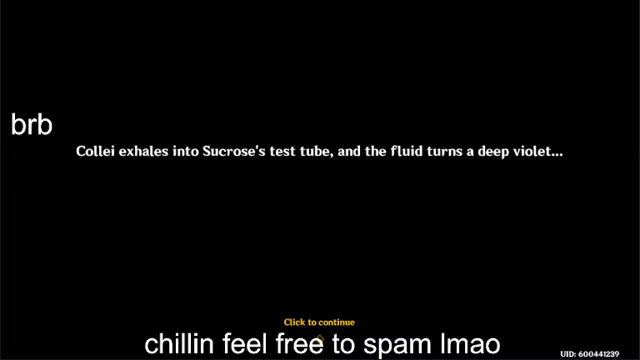 brb
Collei exhales into Sucrose's test tube, and the fluid turns a deep violet...
Click to continue
chillin feel free to spam lmao
UID: 600441239